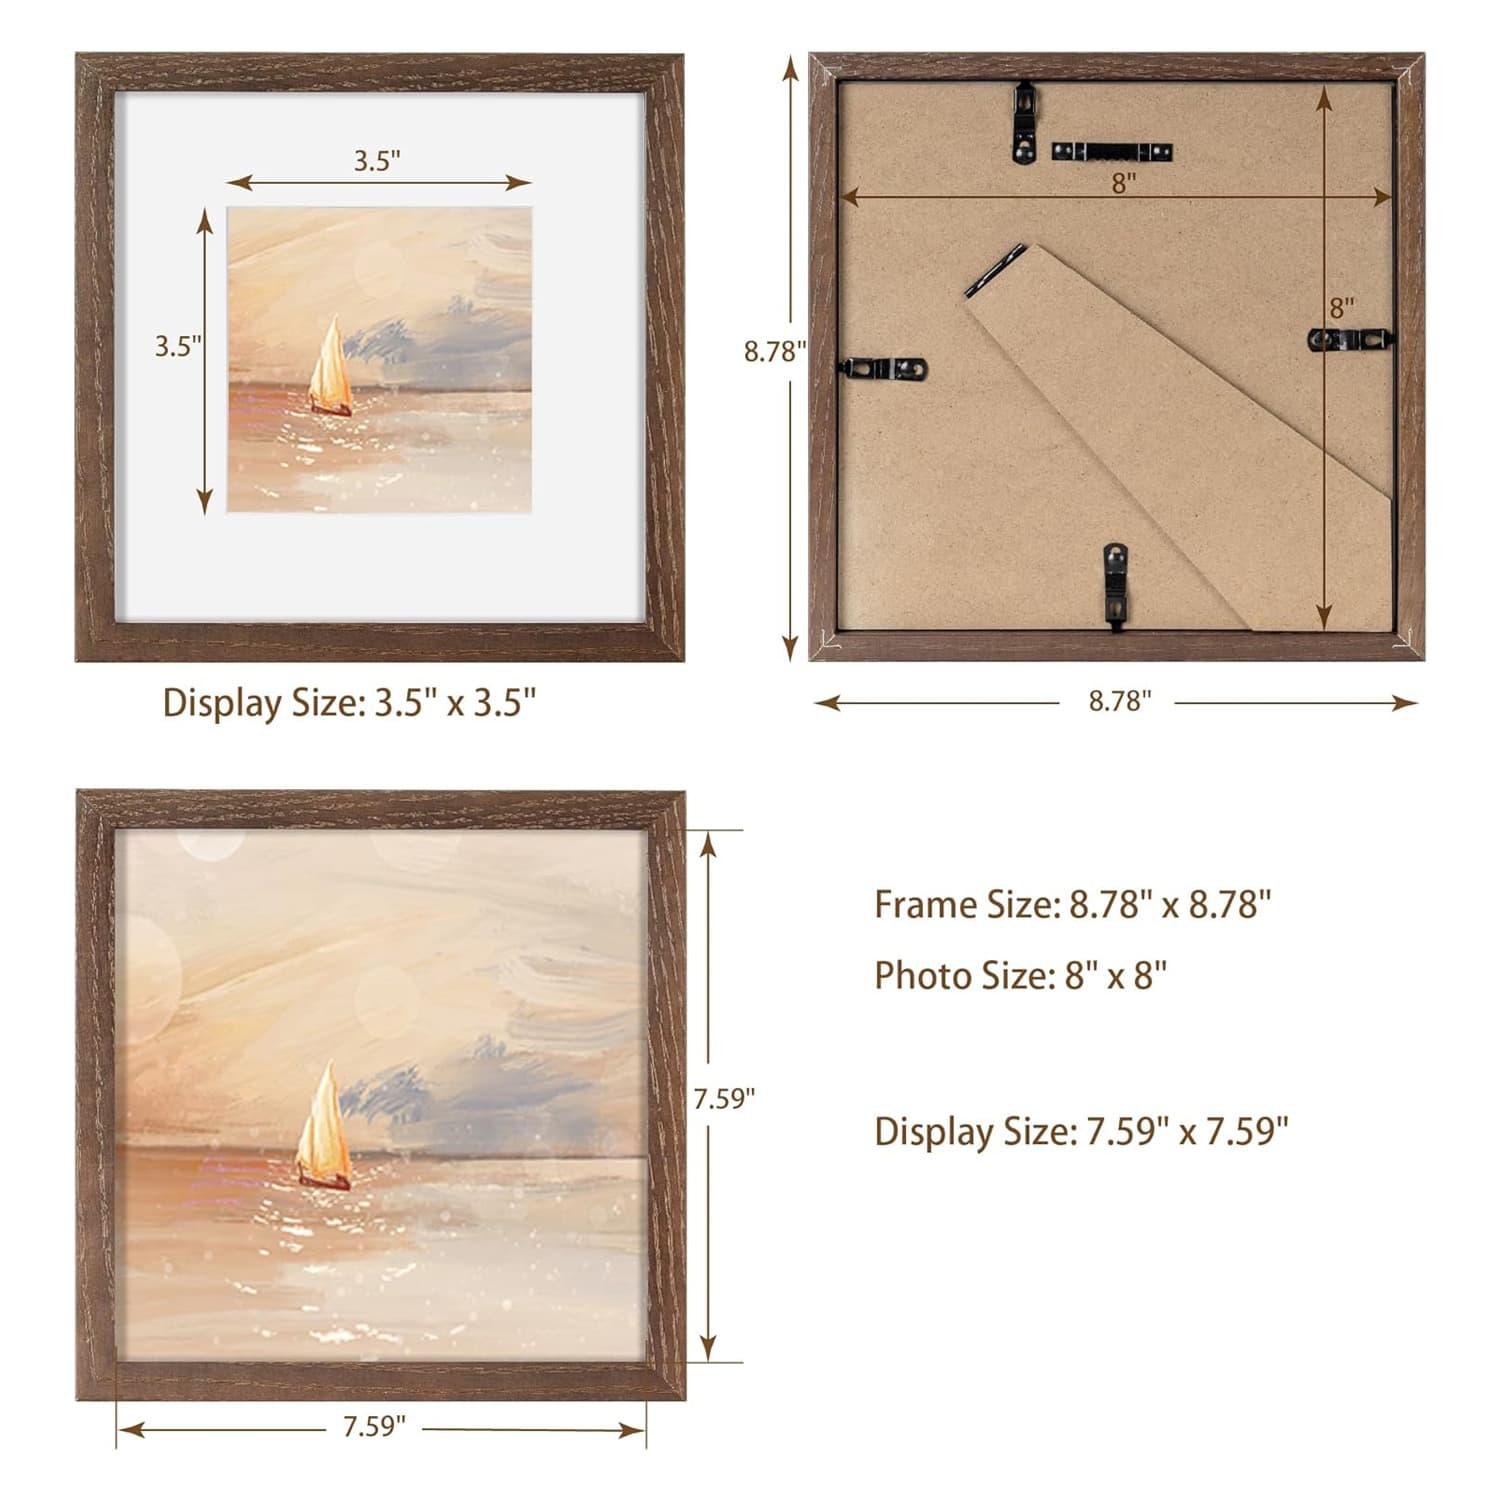 3.5"
3.5"
Display Size: 3.5" x 3.5"
8"
8"
8.78"
8.78"
7.59"
7.59"
Frame Size: 8.78" x 8.78"
Photo Size: 8" x 8"
Display Size: 7.59" x 7.59"